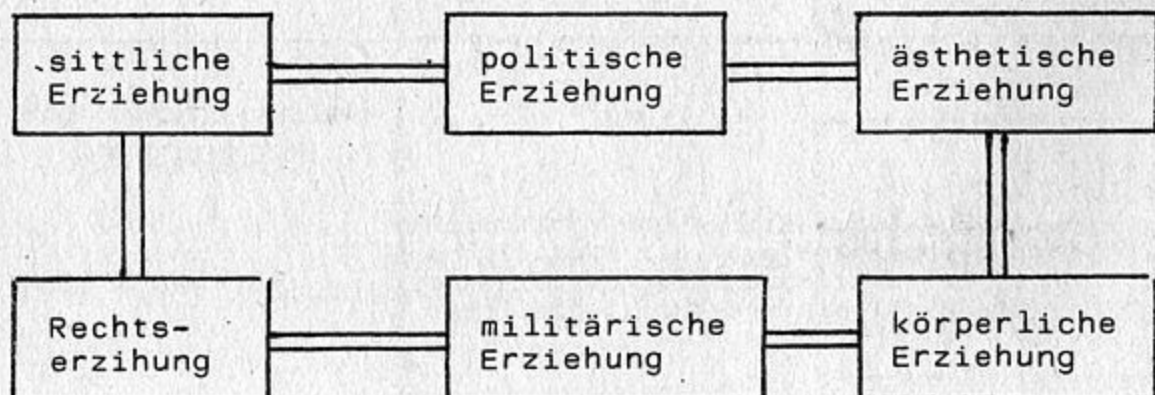 sittliche
Erziehung
politische
Erziehung
ästhetische
Erziehung
Rechts-
erzihung
militärische
Erziehung
körperliche
Erziehung